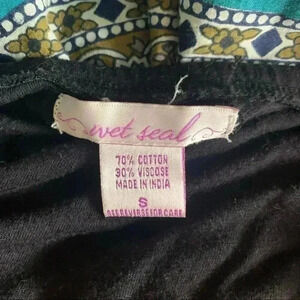 wet seal
70% COTTON
30% VISCOSE
MADE IN INDIA
S
SEE REVERSE FOR CARE